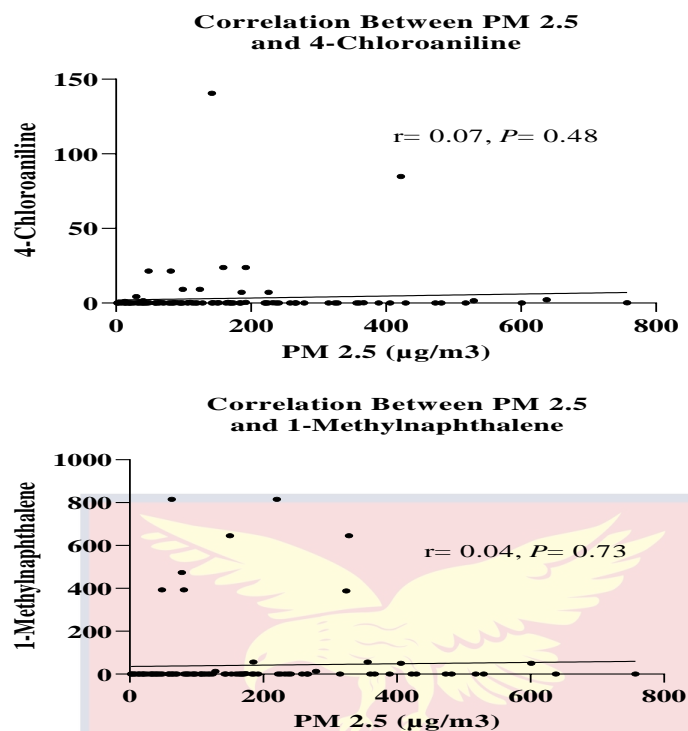 Correlation Between PM 2.5
and 4-Chloroaniline
150
r= 0.07, P= 0.48
100
4-Chloroaniline
50
0
0 200 400 600 800
PM 2.5 (µg/m3)
Correlation Between PM 2.5
and 1-Methylnaphthalene
1000
800
r= 0.04, P= 0.73
600
1-Methylnaphthalene
400
200
0
0 200 400 600 800
PM 2.5 (µg/m3)